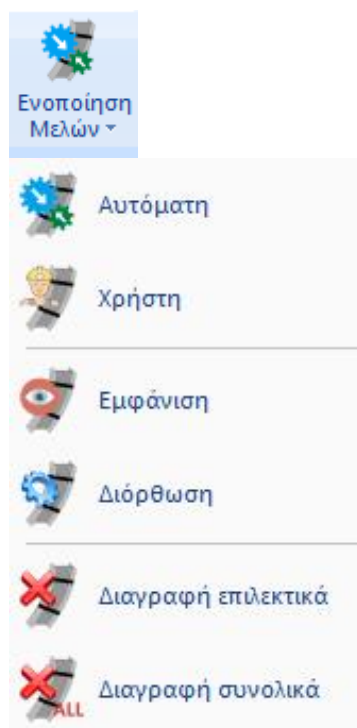 Ενοποίηση
Μελών
Αυτόματη
Χρήστη
Εμφάνιση
Διόρθωση
Διαγραφή επιλεκτικά
ALL
Διαγραφή συνολικά